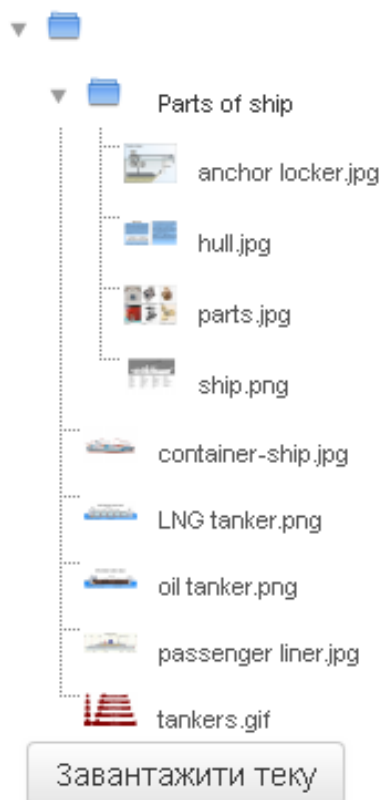 Parts of ship
anchor locker.jpg
hull.jpg
parts.jpg
ship.png
container-ship.jpg
LNG tanker.png
oil tanker.png
passenger liner.jpg
tankers.gif
Завантажити теку